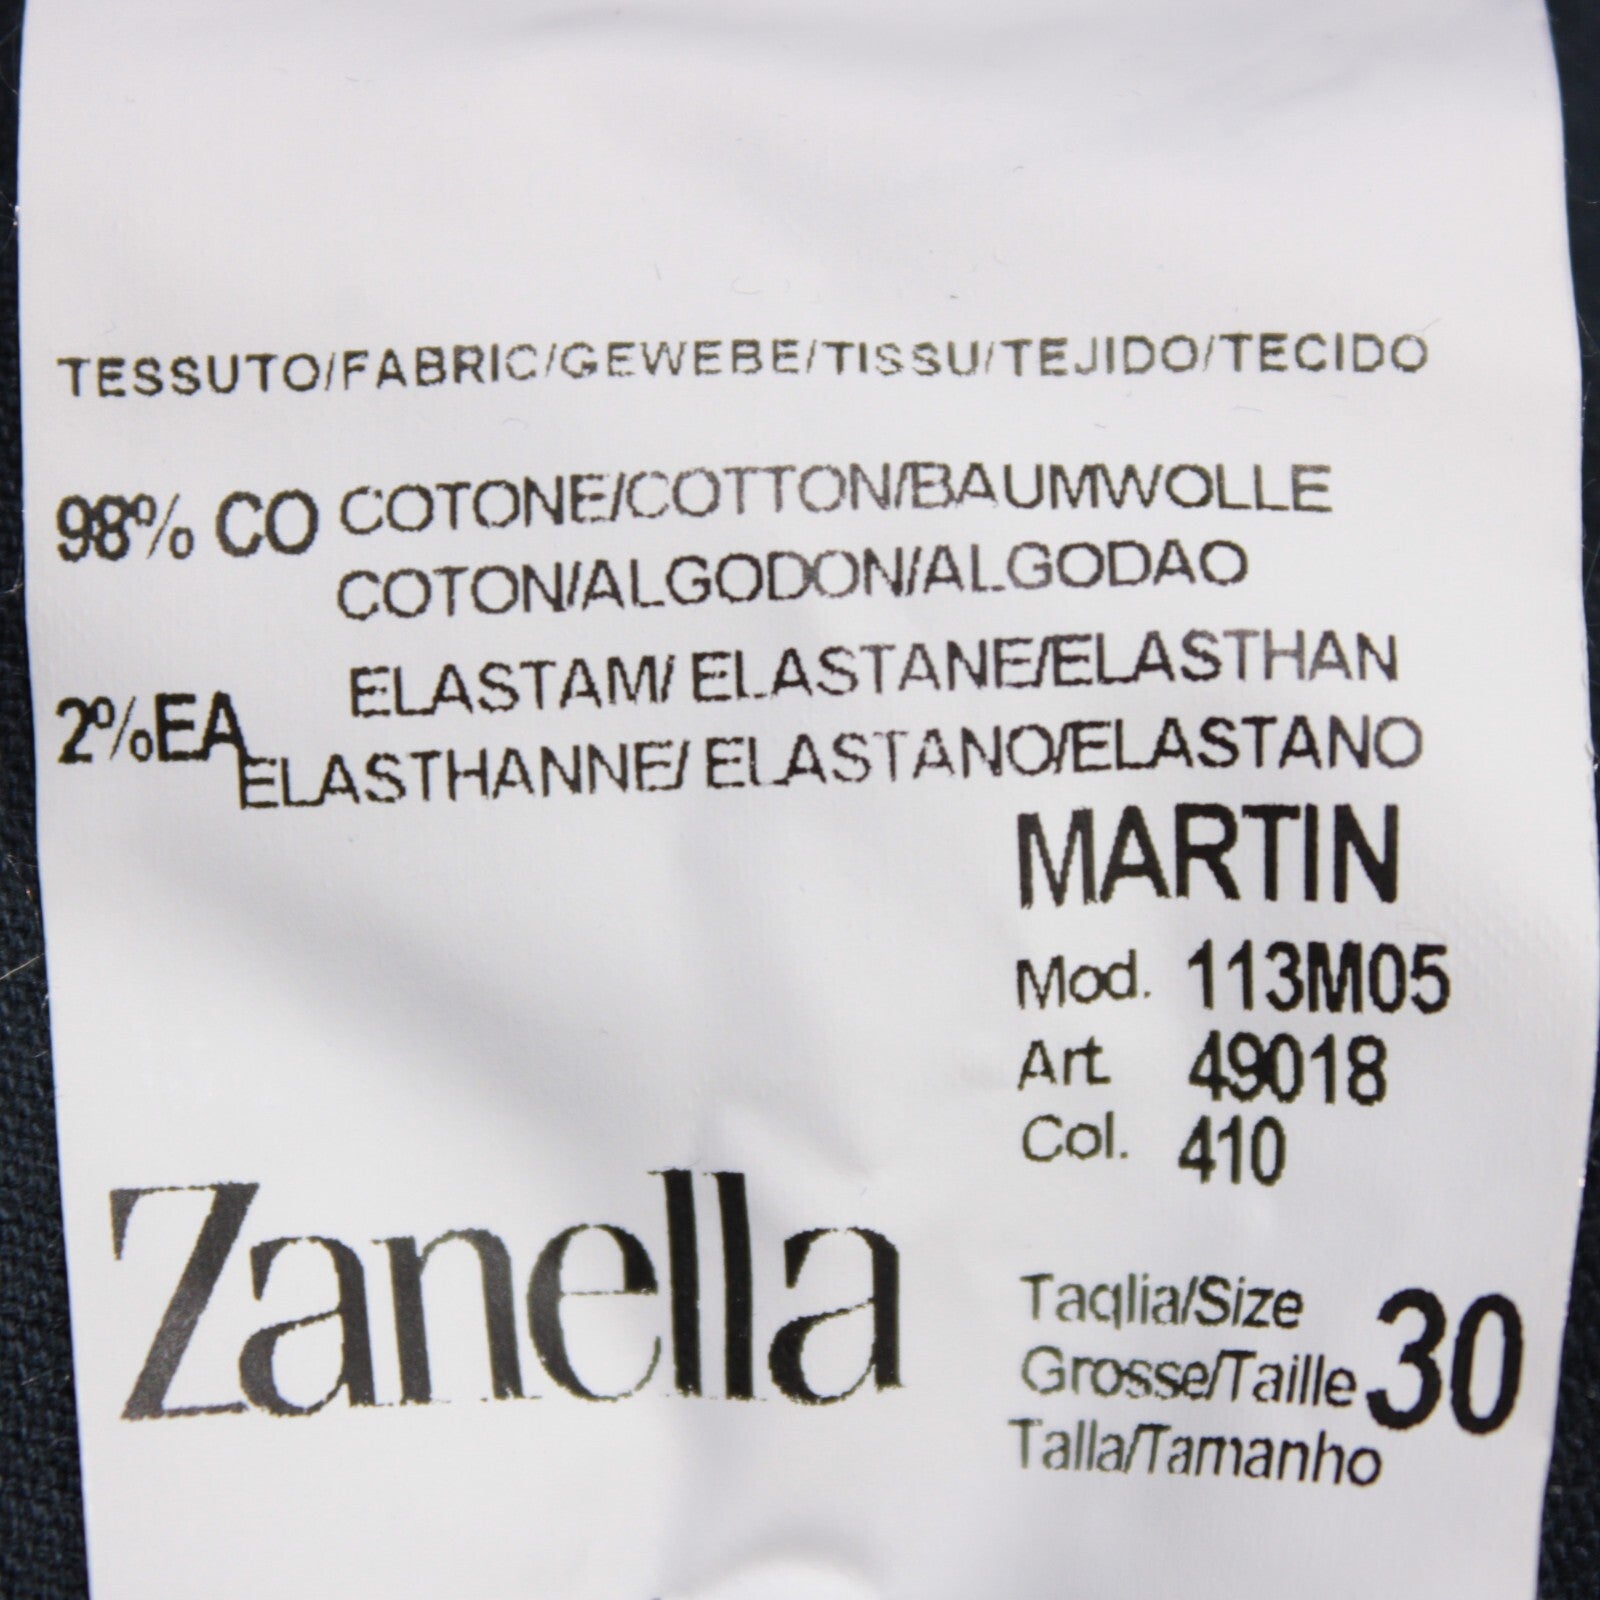 TESSUTO/FABRIC/GEWEBE/TISSU/TEJIDO/TECIDO
98% CO COTONE/COTTON/BAUMWOLLE
COTON/ALGODON/ALGODAO
2%EA ELASTAM/ ELASTANE/ELASTHAN
ELASTHANNE/ ELASTANO/ELASTANO
MARTIN
Mod. 113M05
Art. 49018
Col. 410
Zanella
Taglia/Size
Grosse/Taille 30
Talla/Tamanho